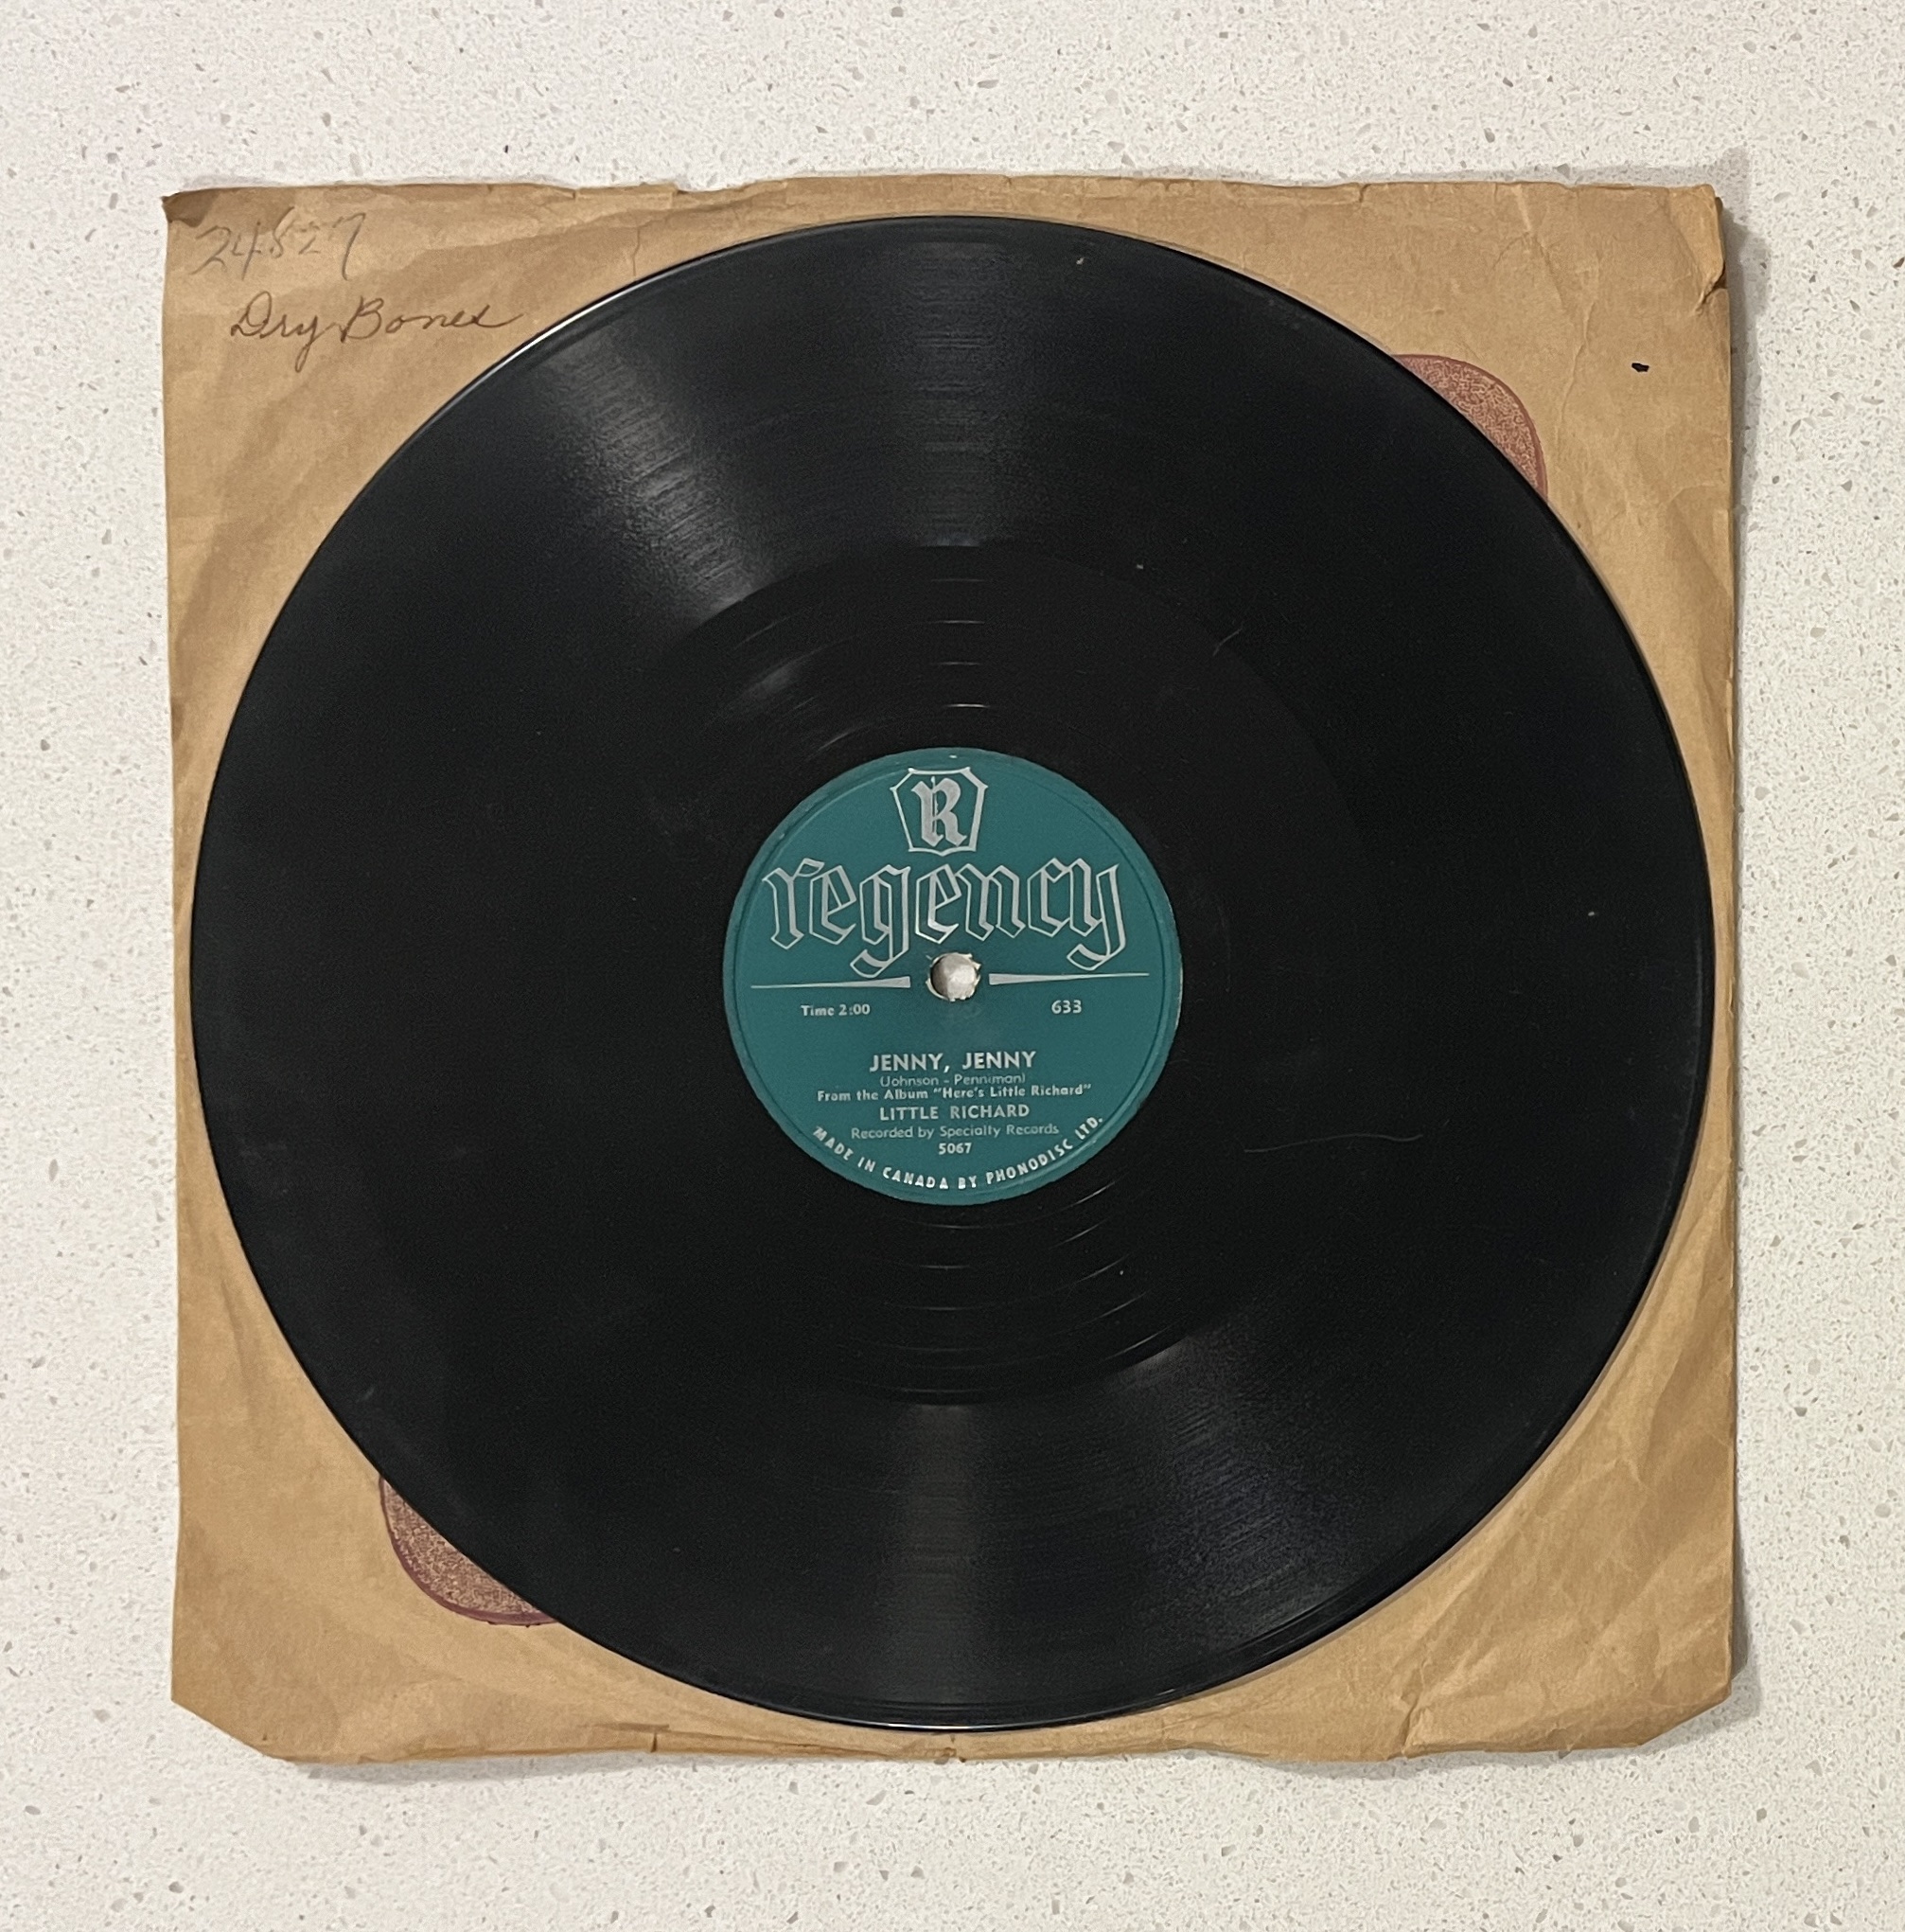 24827
Dry Bones
R
regency
Time 2:00 633
JENNY, JENNY
(Johnson - Penniman)
From the Album "Here's Little Richard"
LITTLE RICHARD
Recorded by Specialty Records
5067
MADE IN CANADA BY PHONODISC LTD.